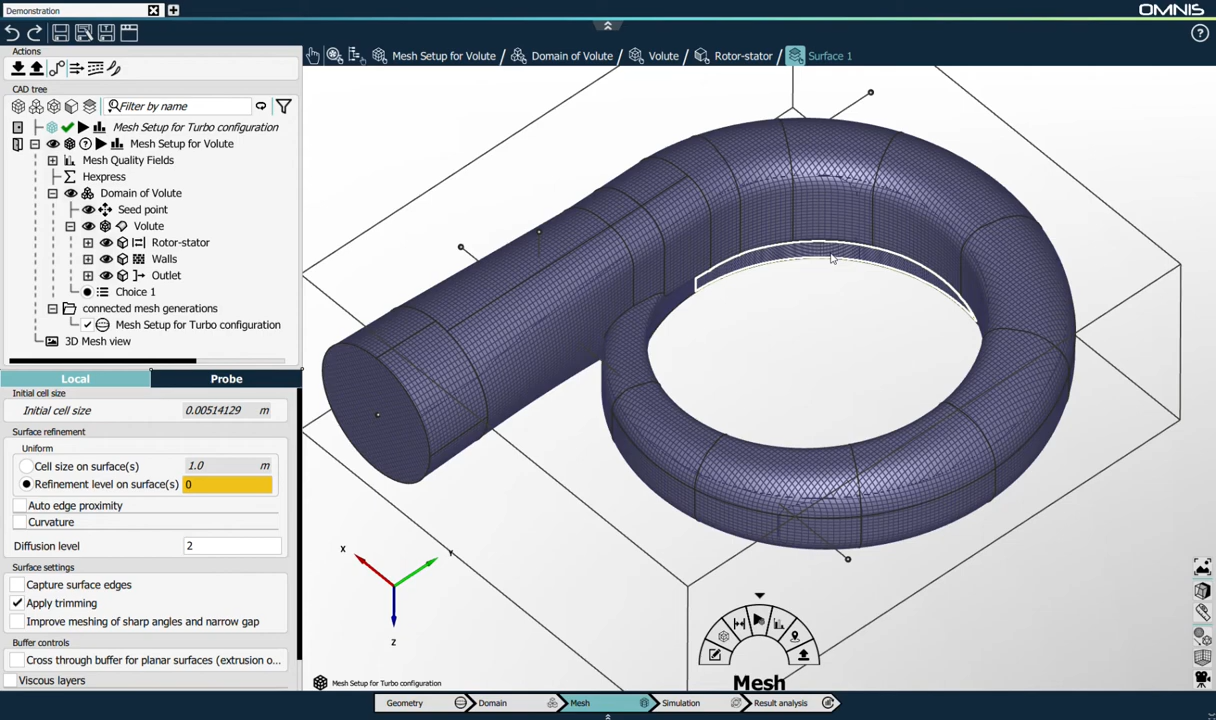 Demonstration
OMNIS
Actions
CAD tree
Filter by name
Mesh Setup for Turbo configuration
Mesh Setup for Volute
Mesh Quality Fields
Hexpress
Domain of Volute
Seed point
Volute
Rotor-stator
Walls
Outlet
Choice 1
connected mesh generations
Mesh Setup for Turbo configuration
3D Mesh view
Mesh Setup for Volute / Domain of Volute / Volute / Rotor-stator / Surface 1
Local Probe
Initial cell size
Initial cell size 0.00514129 m
Surface refinement
Uniform
Cell size on surface(s) 1.0 m
Refinement level on surface(s) 0
Auto edge proximity
Curvature
Diffusion level 2
Surface settings
Capture surface edges
Apply trimming
Improve meshing of sharp angles and narrow gap
Buffer controls
Cross through buffer for planar surfaces (extrusion o...
Viscous layers
X
Y
Z
Mesh
Mesh Setup for Turbo configuration
Geometry Domain Mesh Simulation Result analysis